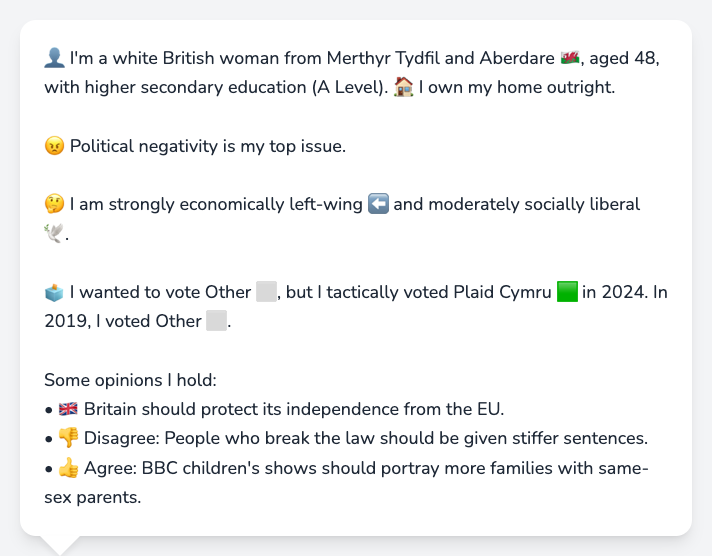 👤 I'm a white British woman from Merthyr Tydfil and Aberdare 🏴󠁧󠁢󠁷󠁬󠁳󠁿, aged 48,
with higher secondary education (A Level). 🏠 I own my home outright.
😠 Political negativity is my top issue.
🤔 I am strongly economically left-wing ⬅️ and moderately socially liberal
🕊️.
🗳️ I wanted to vote Other ⬜, but I tactically voted Plaid Cymru 🟩 in 2024. In
2019, I voted Other ⬜.
Some opinions I hold:
• 🇬🇧 Britain should protect its independence from the EU.
• 👎 Disagree: People who break the law should be given stiffer sentences.
• 👍 Agree: BBC children's shows should portray more families with same-
sex parents.